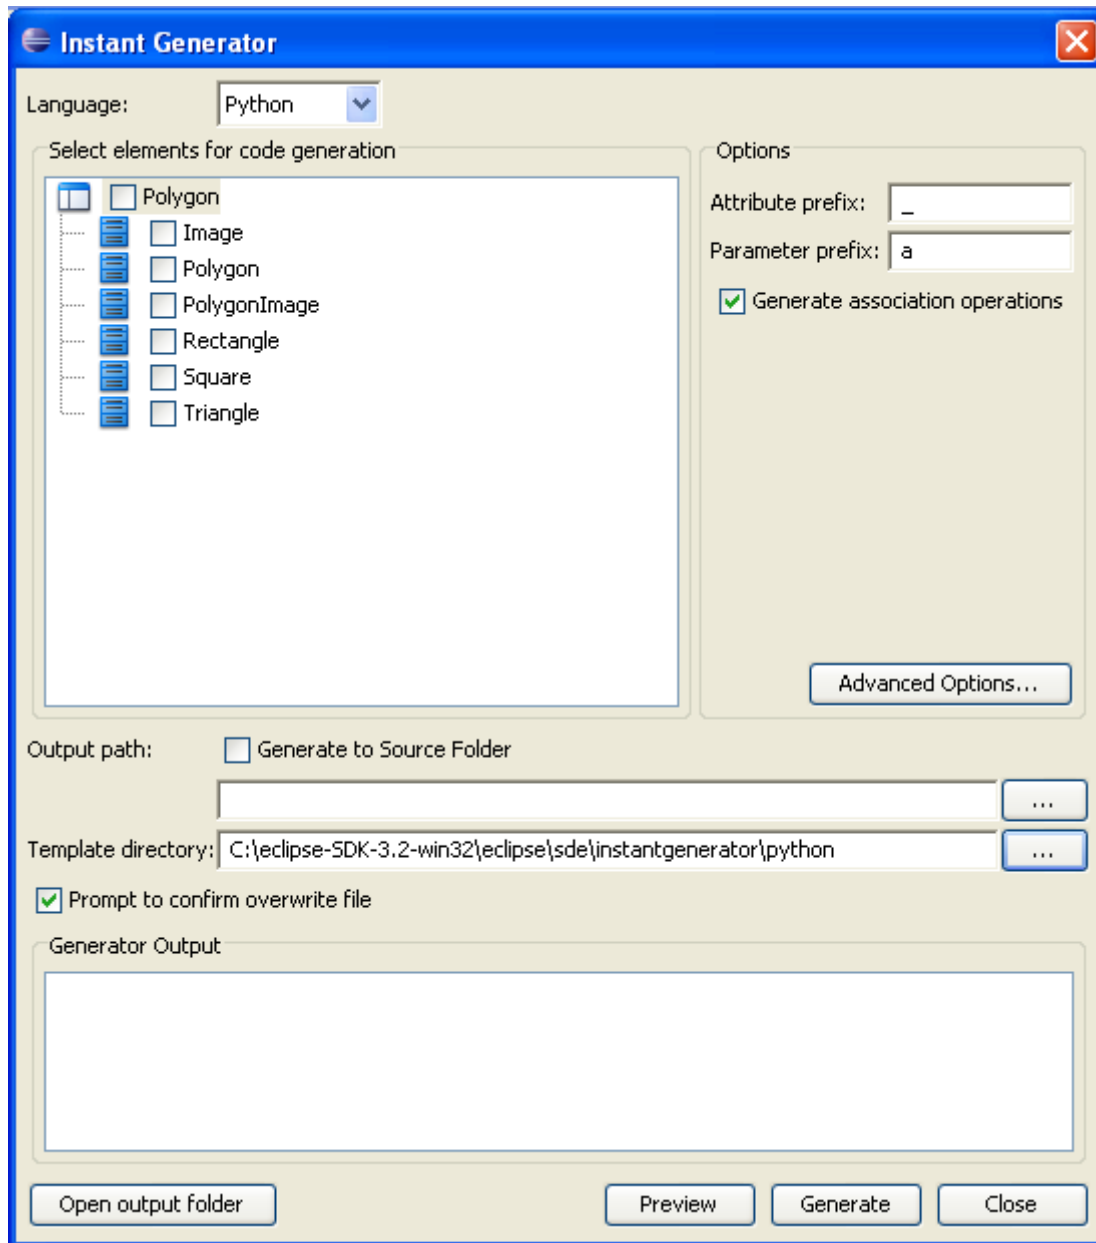 Instant Generator
Language: Python
Select elements for code generation
Polygon
Image
Polygon
PolygonImage
Rectangle
Square
Triangle
Options
Attribute prefix: _
Parameter prefix: a
Generate association operations
Advanced Options...
Output path: Generate to Source Folder
...
Template directory: C:\eclipse-SDK-3.2-win32\eclipse\sde\instantgenerator\python ...
Prompt to confirm overwrite file
Generator Output
Open output folder Preview Generate Close